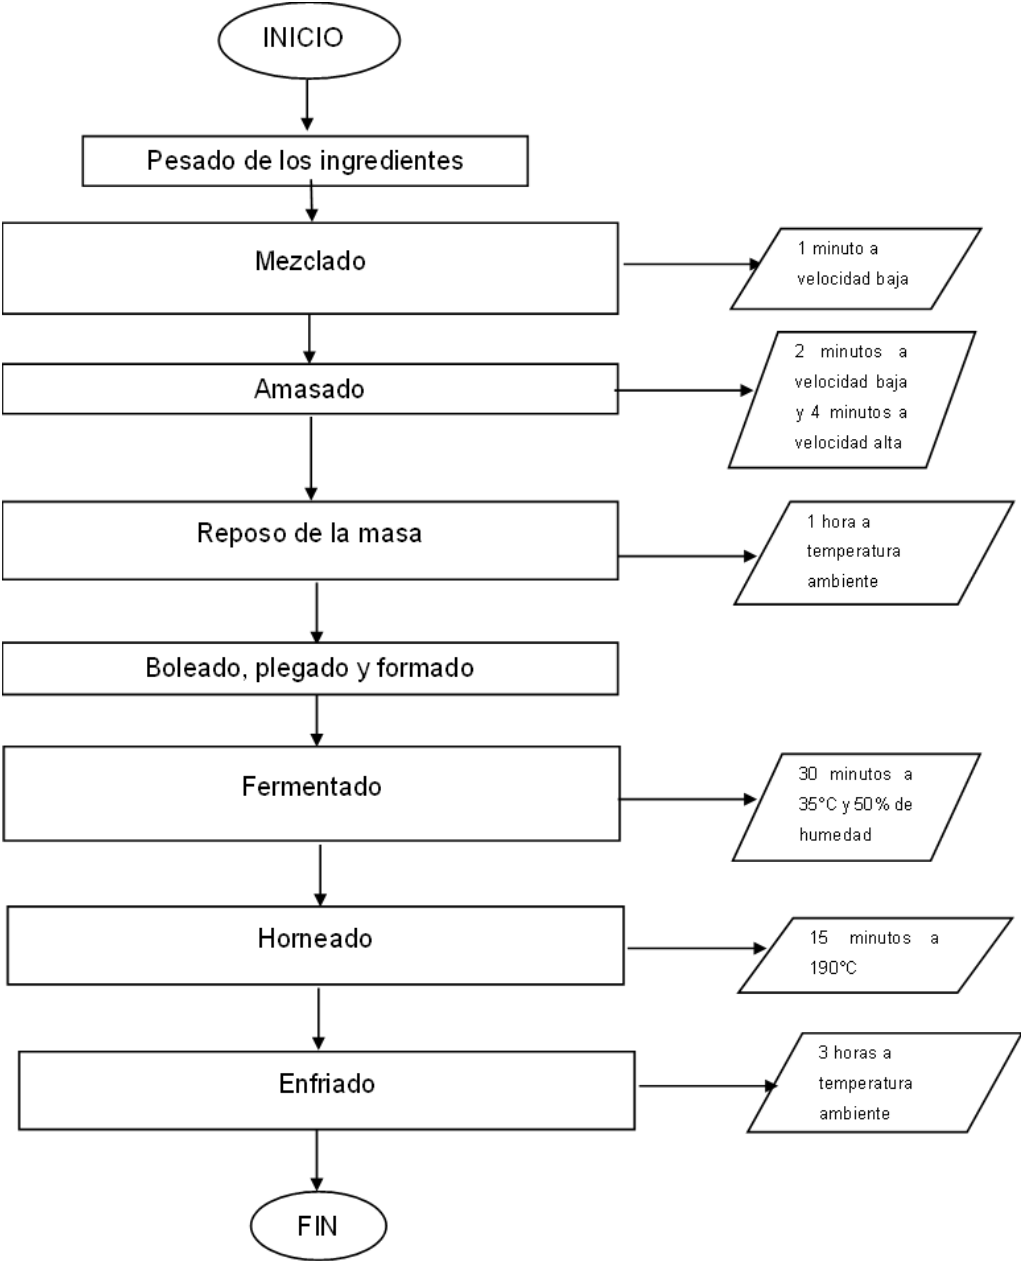 INICIO
Pesado de los ingredientes
Mezclado
1 minuto a
velocidad baja
Amasado
2 minutos a
velocidad baja
y 4 minutos a
velocidad alta
Reposo de la masa
1 hora a
temperatura
ambiente
Boleado, plegado y formado
Fermentado
30 minutos a
35°C y 50% de
humedad
Horneado
15 minutos a
190°C
Enfriado
3 horas a
temperatura
ambiente
FIN